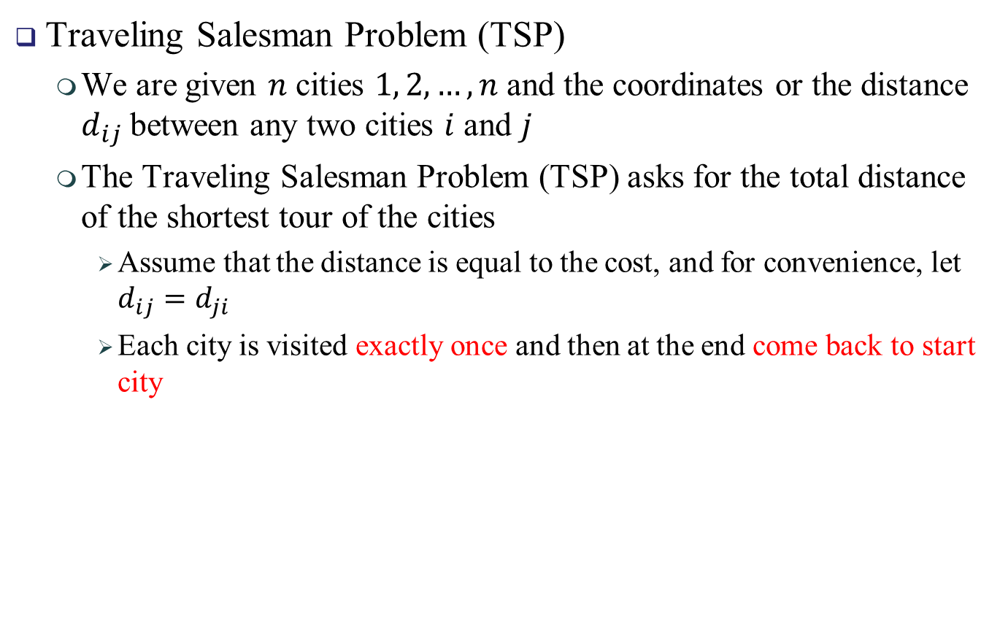 ❑ Traveling Salesman Problem (TSP)
❍ We are given n cities 1, 2, … , n and the coordinates or the distance
d_{ij} between any two cities i and j
❍ The Traveling Salesman Problem (TSP) asks for the total distance
of the shortest tour of the cities
➢ Assume that the distance is equal to the cost, and for convenience, let
d_{ij} = d_{ji}
➢ Each city is visited exactly once and then at the end come back to start
city